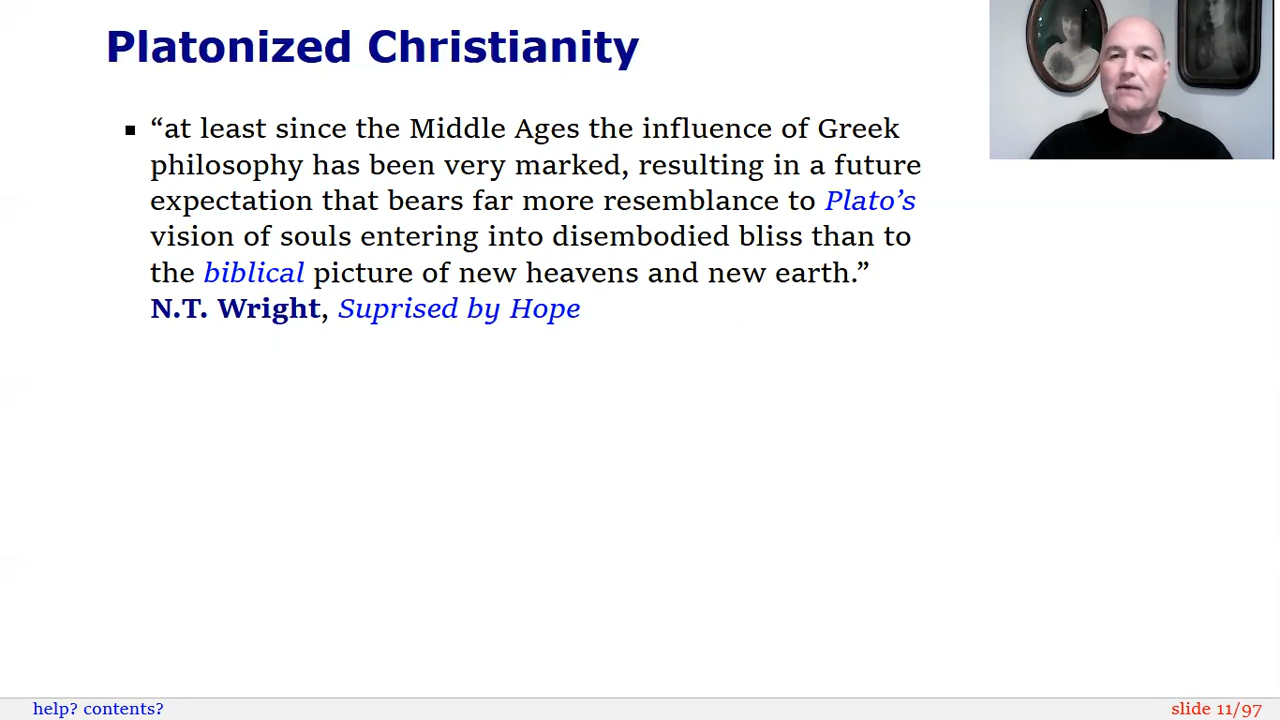 Platonized Christianity
▪ “at least since the Middle Ages the influence of Greek
philosophy has been very marked, resulting in a future
expectation that bears far more resemblance to Plato’s
vision of souls entering into disembodied bliss than to
the biblical picture of new heavens and new earth.”
N.T. Wright, Suprised by Hope
help? contents?
slide 11/97